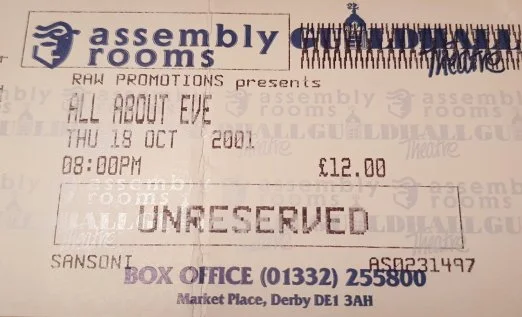 assembly rooms GUILDHALL Theatre
RAW PROMOTIONS presents
ALL ABOUT EVE
THU 18 OCT 2001
08:00PM £12.00
UNRESERVED
SANSONI AS0231497
BOX OFFICE (01332) 255800
Market Place, Derby DE1 3AH